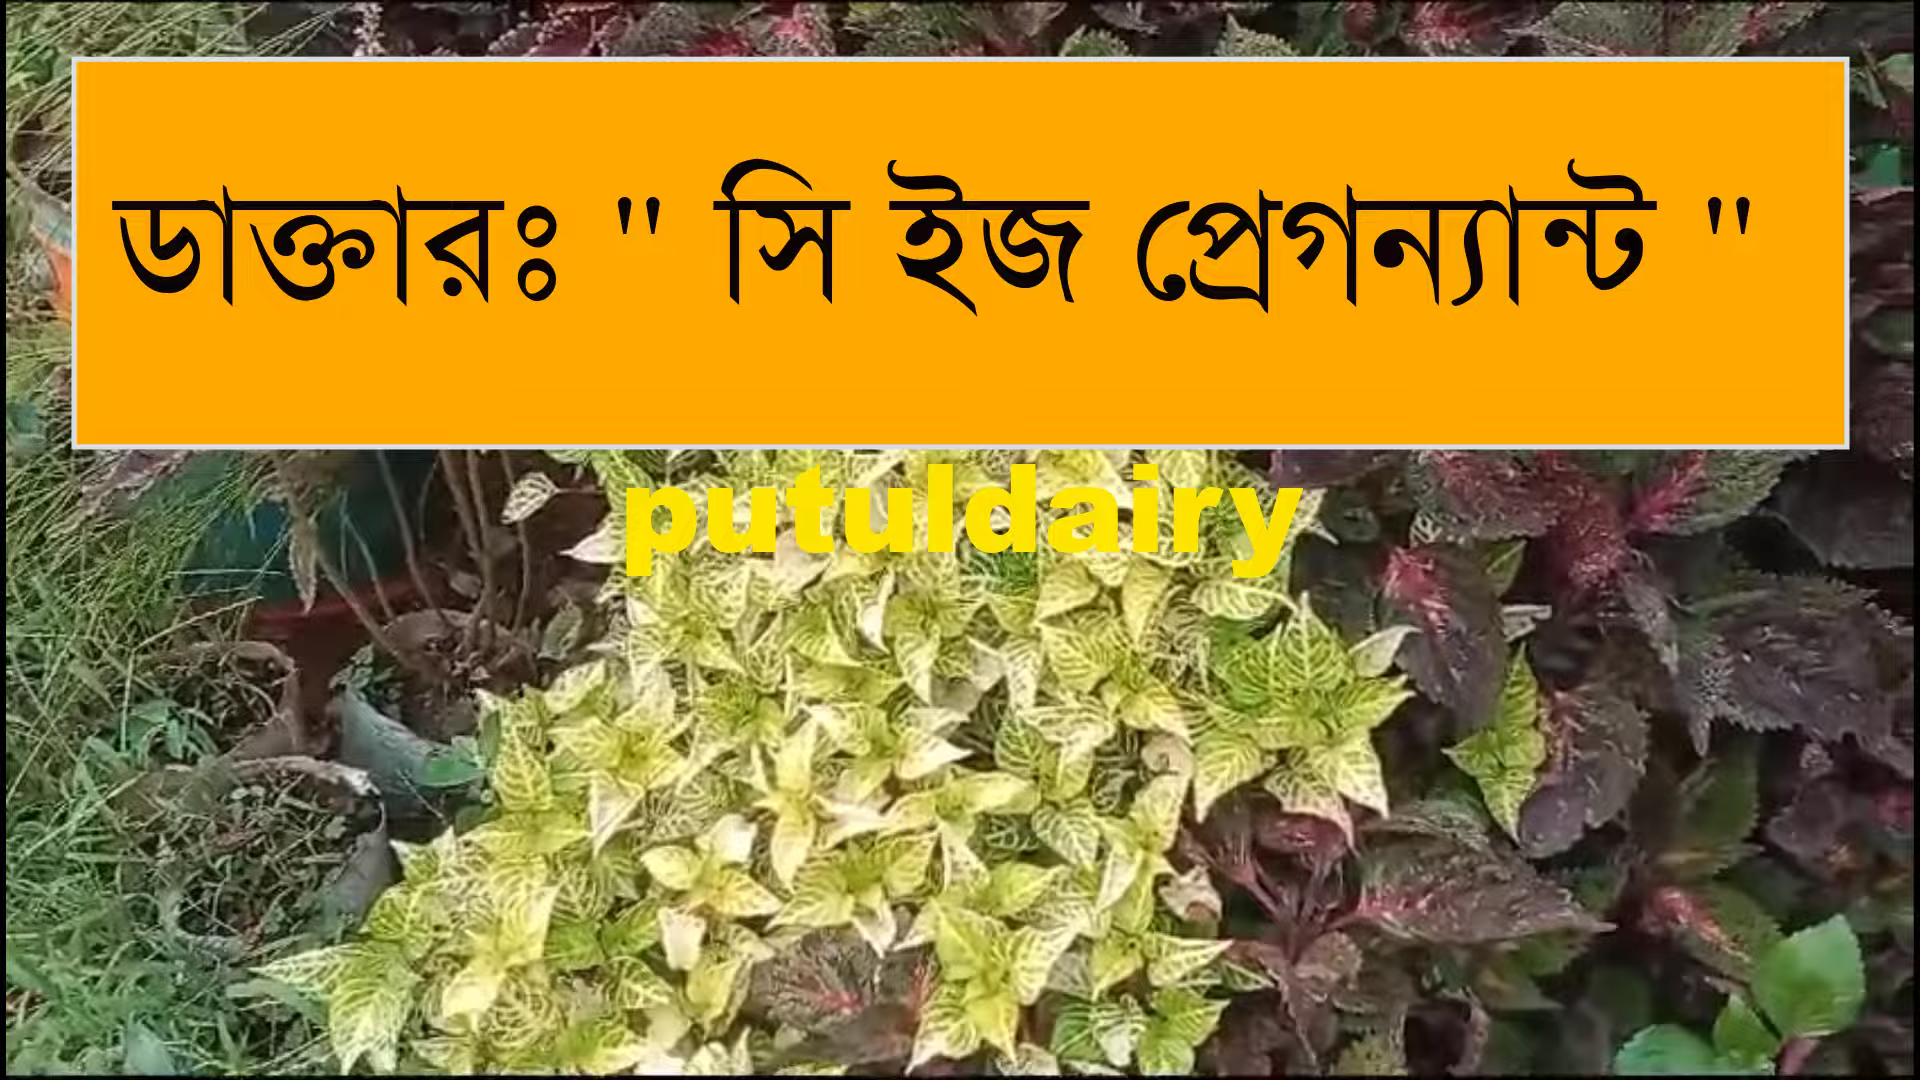 ডাক্তারঃ " সি ইজ প্রেগন্যান্ট "
putuldairy